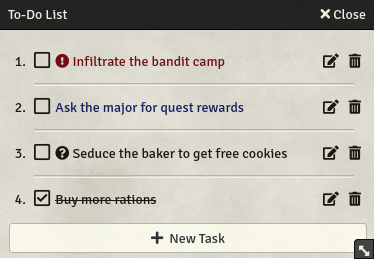 To-Do List
Close
1. Infiltrate the bandit camp
2. Ask the major for quest rewards
3. Seduce the baker to get free cookies
4. Buy more rations
New Task